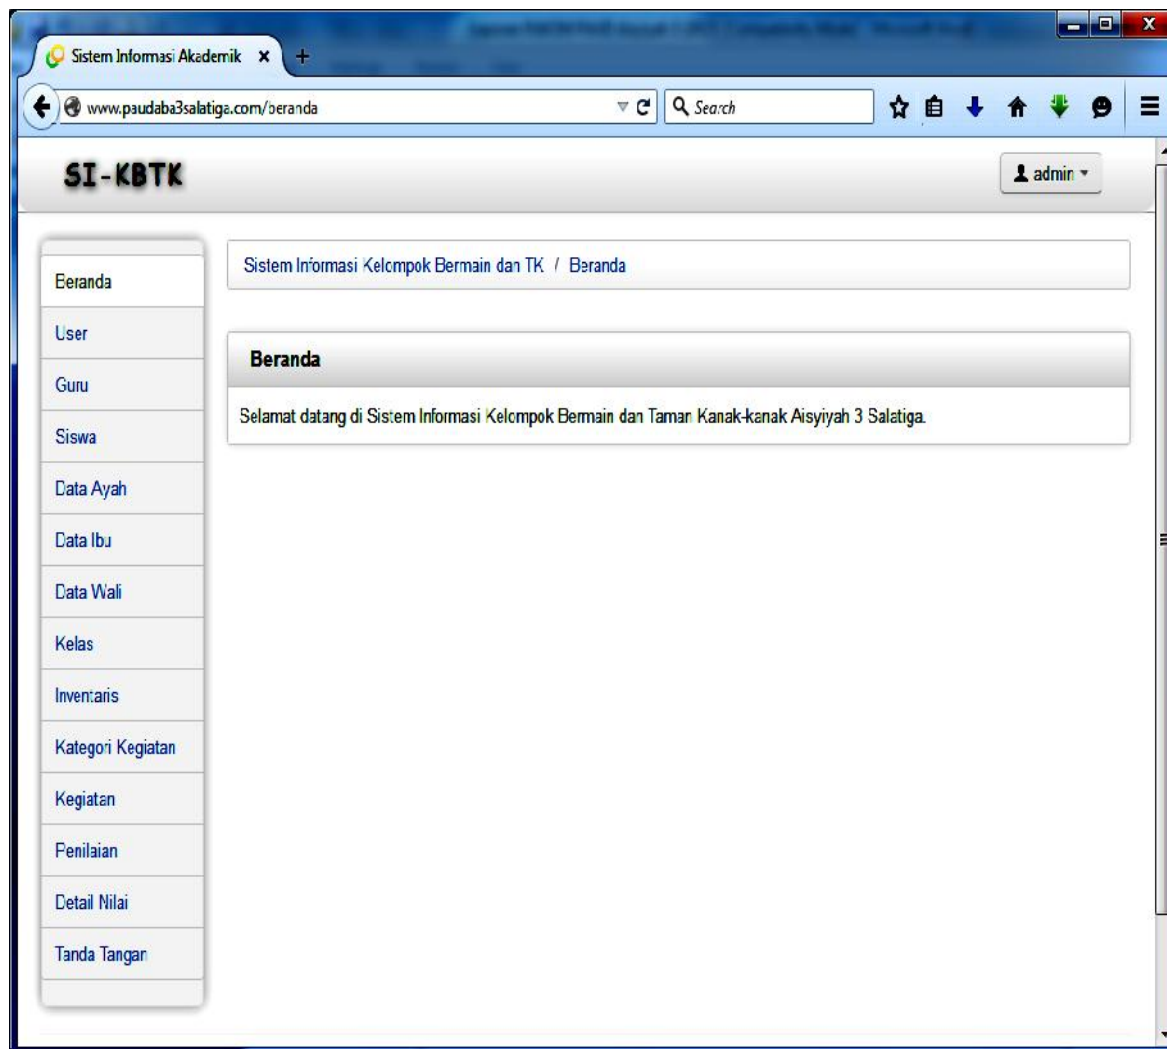 Sistem Informasi Akademik
www.paudaba3salatiga.com/beranda
Search
SI-KBTK
admin
Sistem Informasi Kelompok Bermain dan TK / Beranda
Beranda
User
Guru
Siswa
Data Ayah
Data Ibu
Data Wali
Kelas
Inventaris
Kategori Kegiatan
Kegiatan
Penilaian
Detail Nilai
Tanda Tangan
Beranda
Selamat datang di Sistem Informasi Kelompok Bermain dan Taman Kanak-kanak Aisyiyah 3 Salatiga.